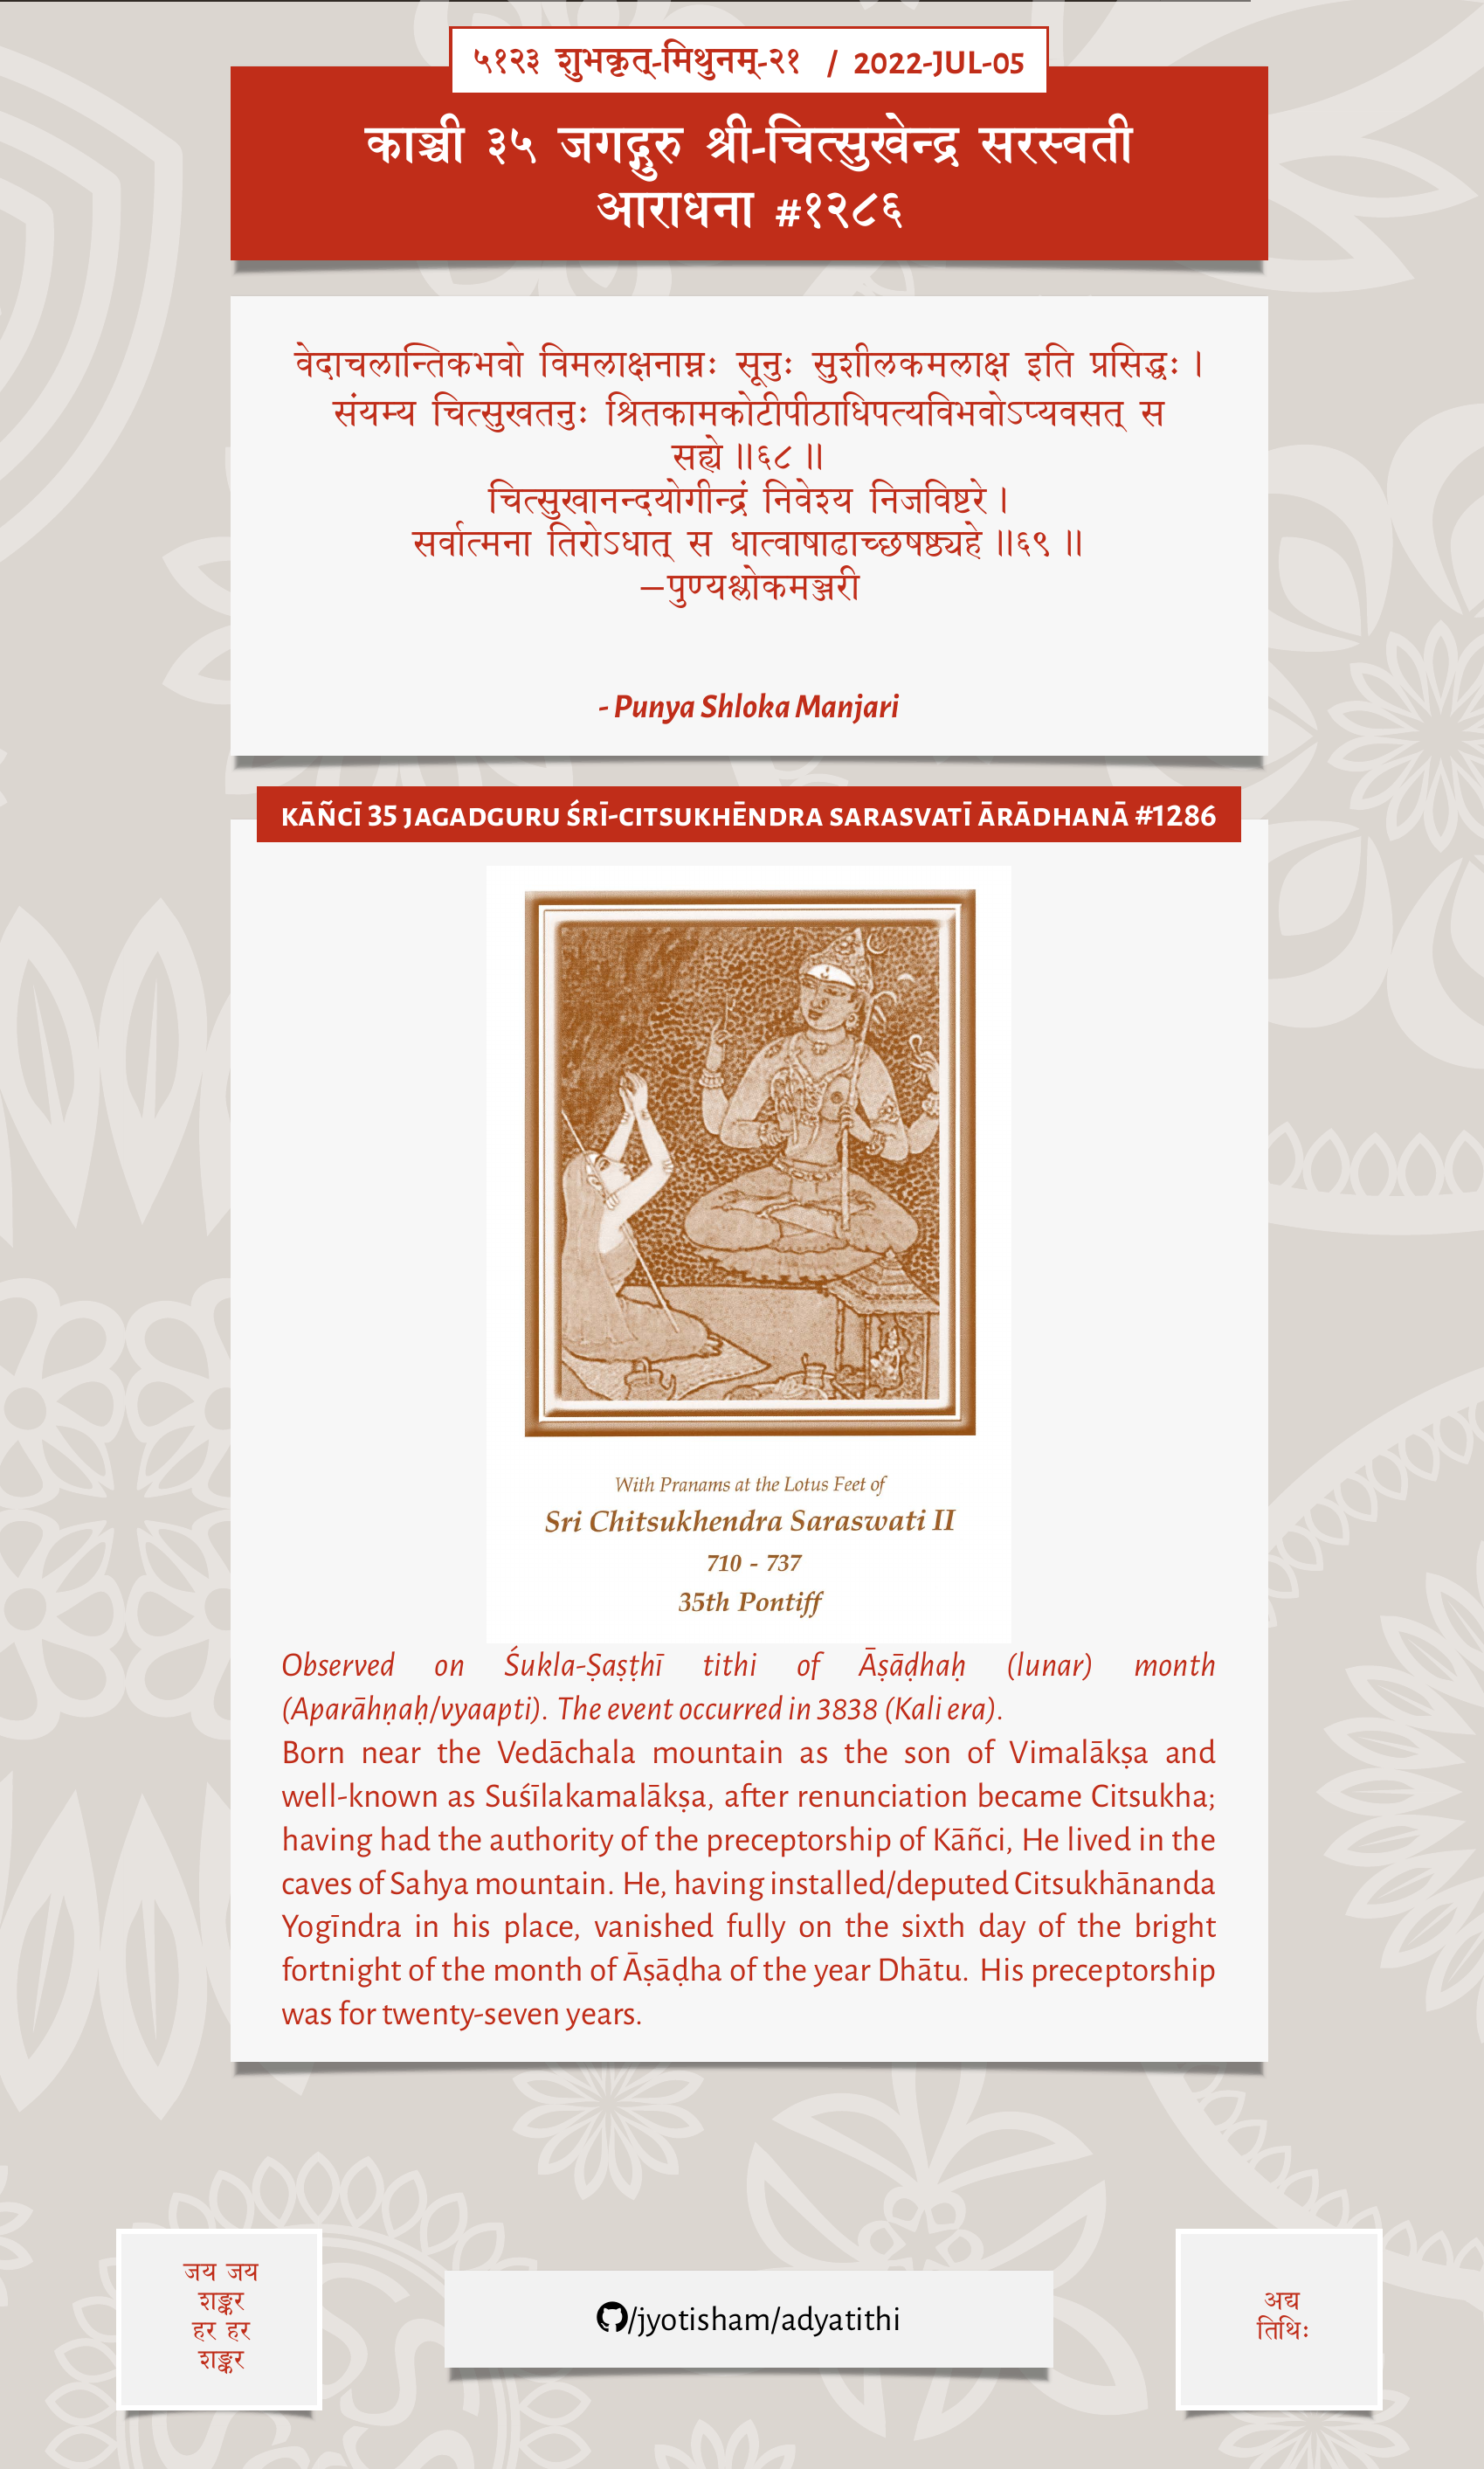 ५१२३ शुभकृत्-मिथुनम्-२१ / 2022-JUL-05
काञ्ची ३५ जगद्गुरु श्री-चित्सुखेन्द्र सरस्वती
आराधना #१२८६
वेदाचलान्तिकभवो विमलाक्षनाम्नः सूनुः सुशीलकमलाक्ष इति प्रसिद्धः ।
संयम्य चित्सुखतनुः श्रितकामकोटीपीठाधिपत्यविभवोऽप्यवसत् स
सह्ये ॥६८॥
चित्सुखानन्दयोगीन्द्रं निवेश्य निजविष्टरे ।
सर्वात्मना तिरोऽधात् स धात्वाषाढाच्छषष्ठ्यहे ॥६९॥
—पुण्यश्लोकमञ्जरी
- Punya Shloka Manjari
KĀÑCĪ 35 JAGADGURU ŚRĪ-CITSUKHĒNDRA SARASVATĪ ĀRĀDHANĀ #1286
With Pranams at the Lotus Feet of
Sri Chitsukhendra Saraswati II
710 - 737
35th Pontiff
Observed on Śukla-Ṣaṣṭhī tithi of Āṣāḍhaḥ (lunar) month
(Aparāhṇaḥ/vyaapti). The event occurred in 3838 (Kali era).
Born near the Vedāchala mountain as the son of Vimalākṣa and
well-known as Suśīlakamalākṣa, after renunciation became Citsukha;
having had the authority of the preceptorship of Kāñci, He lived in the
caves of Sahya mountain. He, having installed/deputed Citsukhānanda
Yogīndra in his place, vanished fully on the sixth day of the bright
fortnight of the month of Āṣāḍha of the year Dhātu. His preceptorship
was for twenty-seven years.
जय जय
शङ्कर
हर हर
शङ्कर
/jyotisham/adyatithi
अद्य
तिथिः